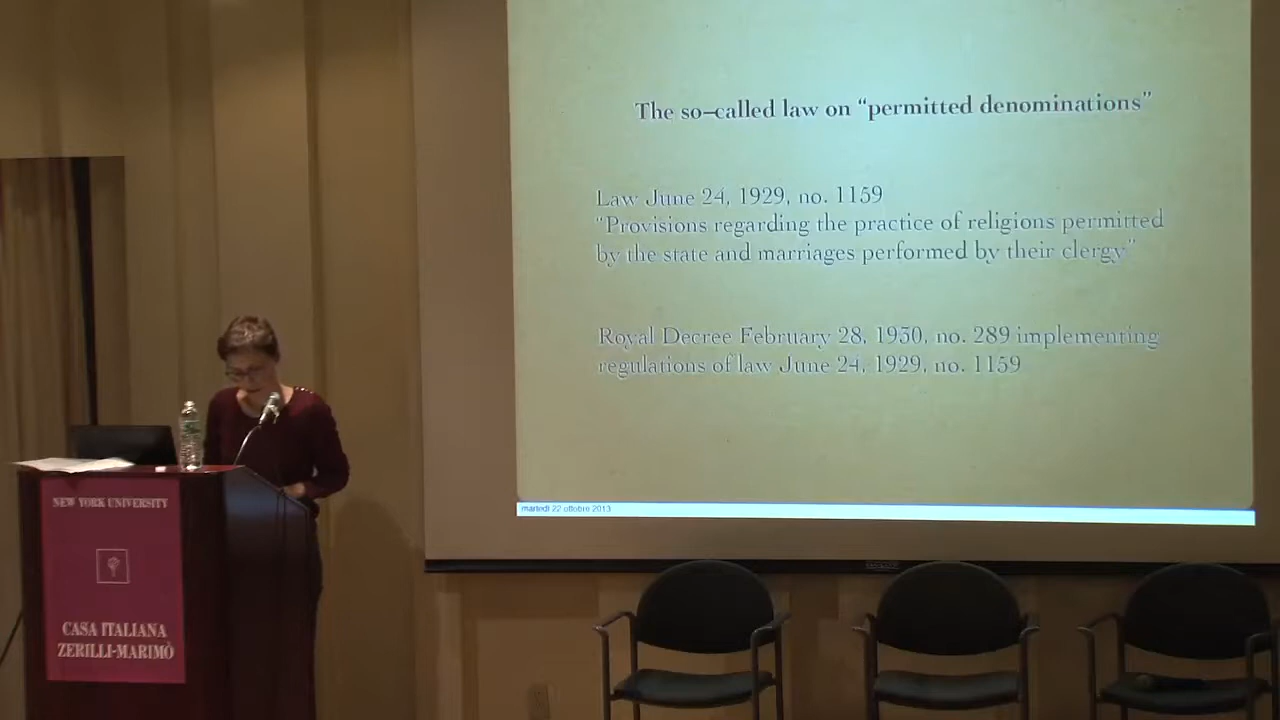 The so-called law on “permitted denominations”
Law June 24, 1929, no. 1159
“Provisions regarding the practice of religions permitted
by the state and marriages performed by their clergy”
Royal Decree February 28, 1930, no. 289 implementing
regulations of law June 24, 1929, no. 1159
martedì 22 ottobre 2013
NEW YORK UNIVERSITY
CASA ITALIANA
ZERILLI-MARIMÒ